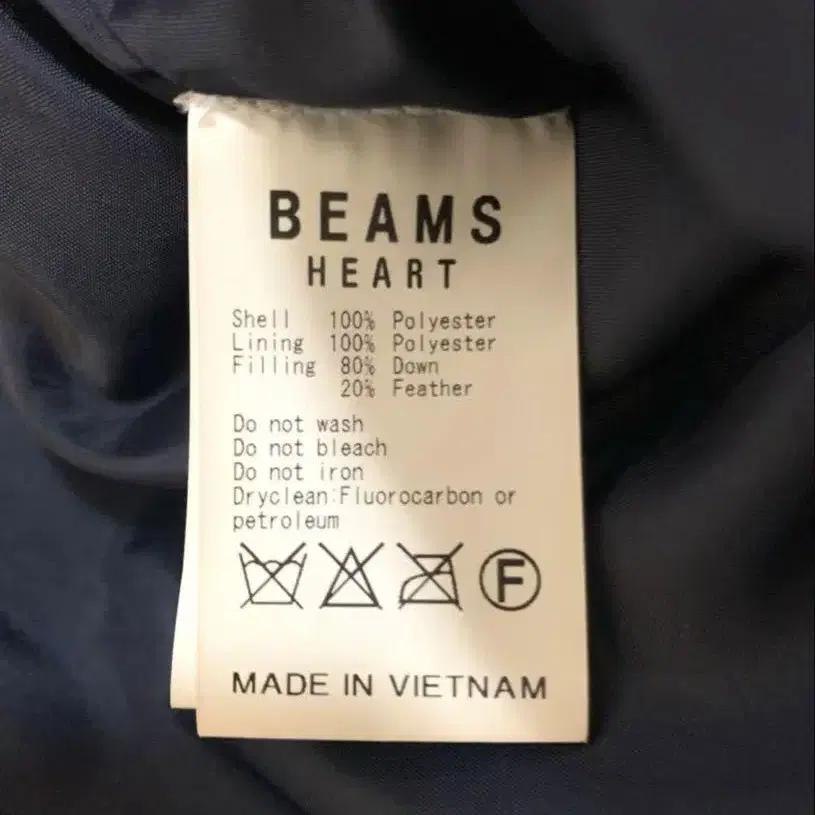 BEAMS
HEART
Shell 100% Polyester
Lining 100% Polyester
Filling 80% Down
20% Feather
Do not wash
Do not bleach
Do not iron
Dryclean:Fluorocarbon or
petroleum
F
MADE IN VIETNAM